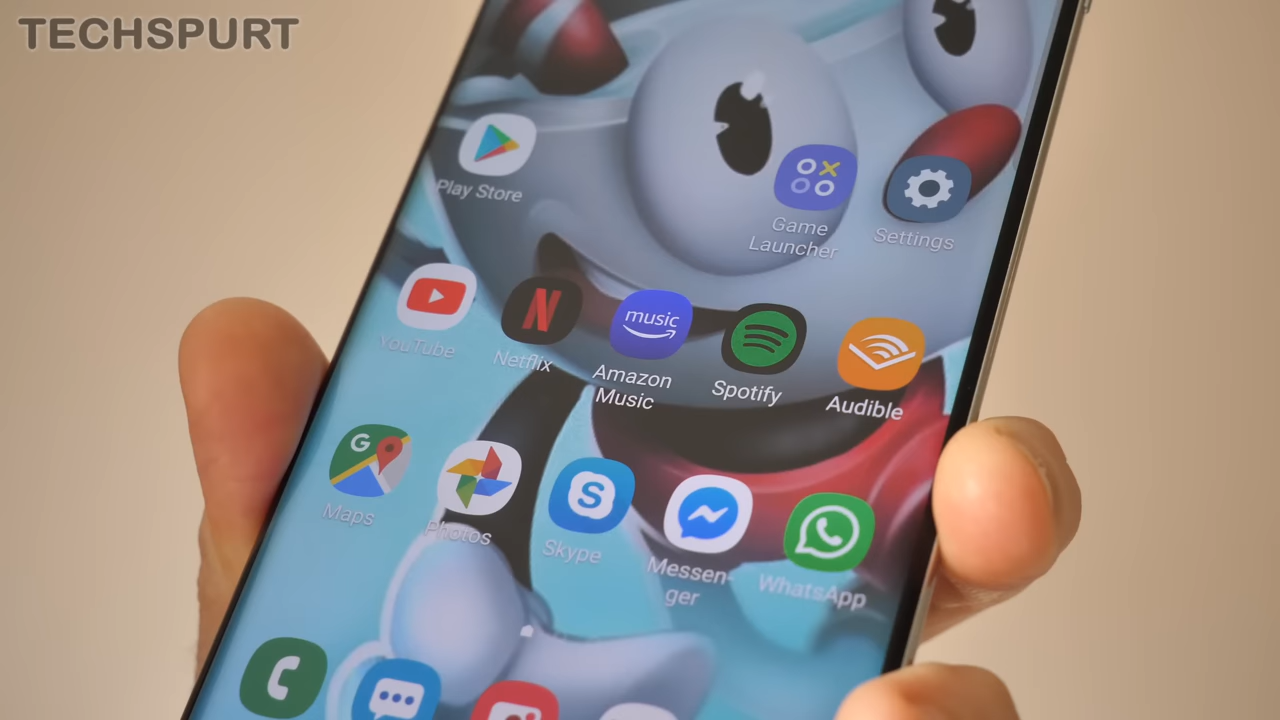 TECHSPURT
Play Store
Game
Launcher
Settings
YouTube
Netflix
music
Amazon
Music
Spotify
Audible
G
Maps
Photos
S
Skype
Messen-
ger
WhatsApp